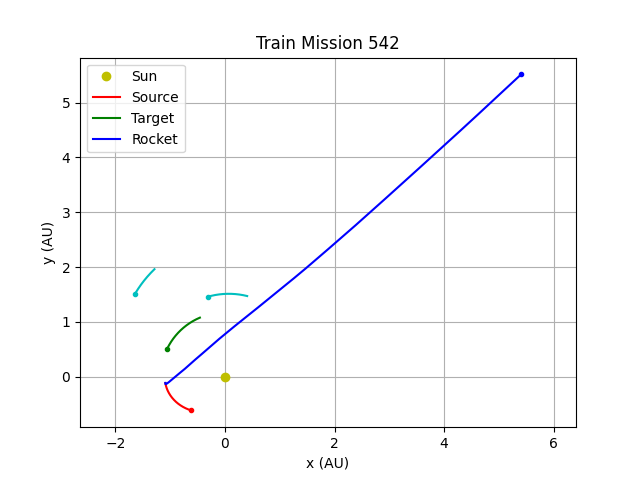 Train Mission 542
Sun
Source
Target
Rocket
y (AU)
5
4
3
2
1
0
−2
0
2
4
6
x (AU)